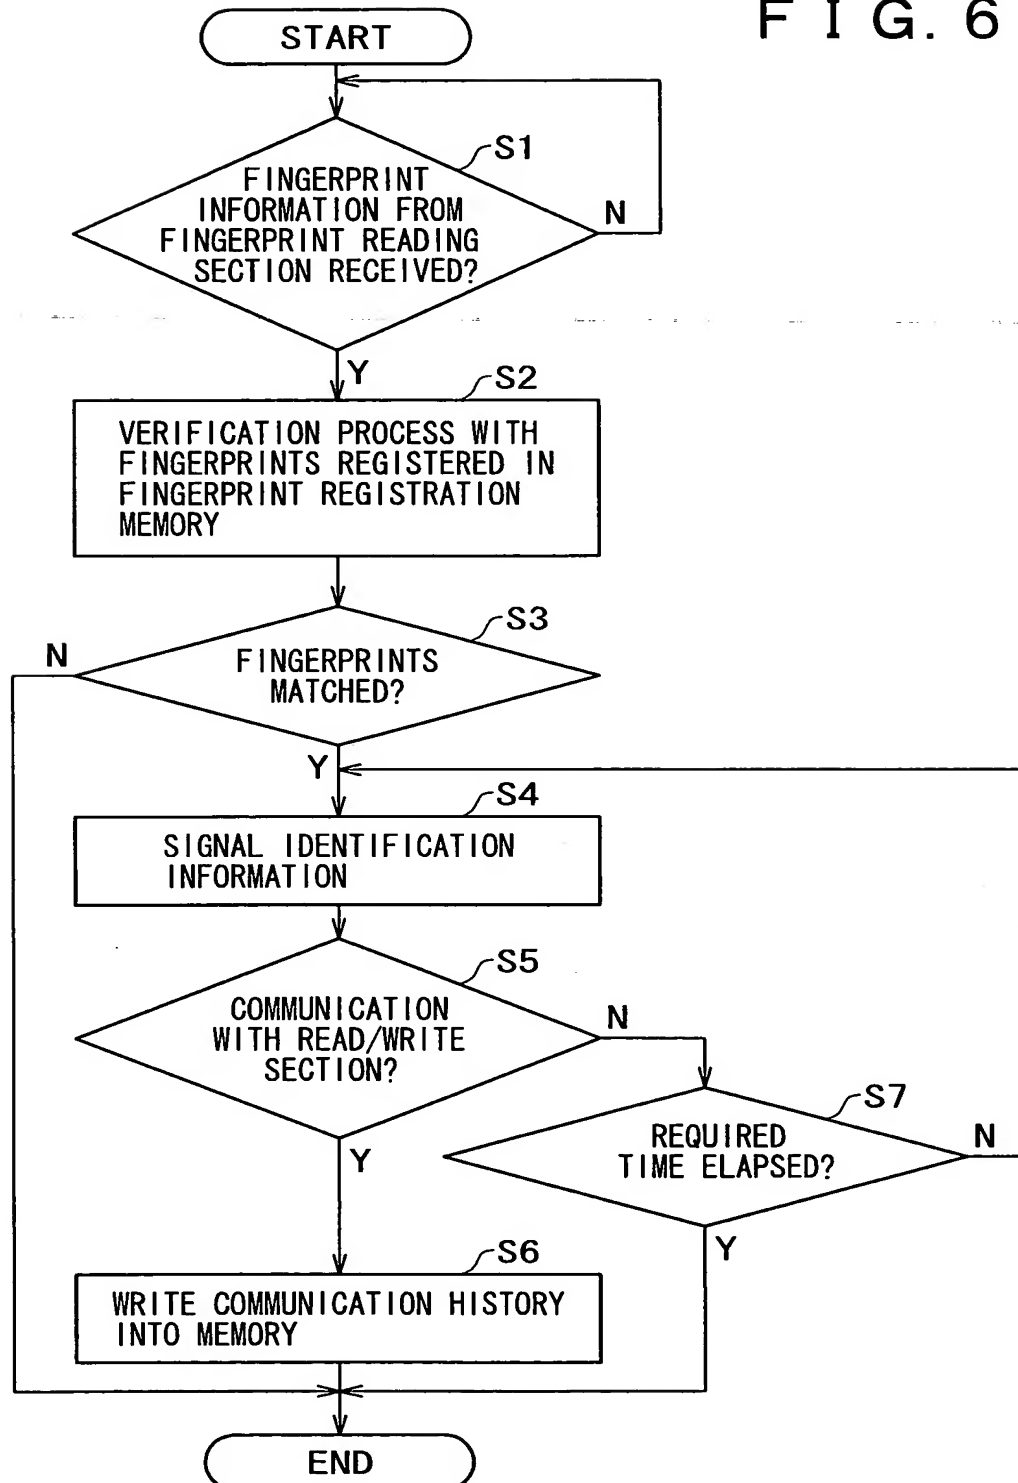 F I G. 6
START
S1
FINGERPRINT
INFORMATION FROM
FINGERPRINT READING
SECTION RECEIVED?
N
Y
S2
VERIFICATION PROCESS WITH
FINGERPRINTS REGISTERED IN
FINGERPRINT REGISTRATION
MEMORY
S3
N
FINGERPRINTS
MATCHED?
Y
S4
SIGNAL IDENTIFICATION
INFORMATION
S5
COMMUNICATION
WITH READ/WRITE
SECTION?
N
Y
S7
REQUIRED
TIME ELAPSED?
N
Y
S6
WRITE COMMUNICATION HISTORY
INTO MEMORY
END